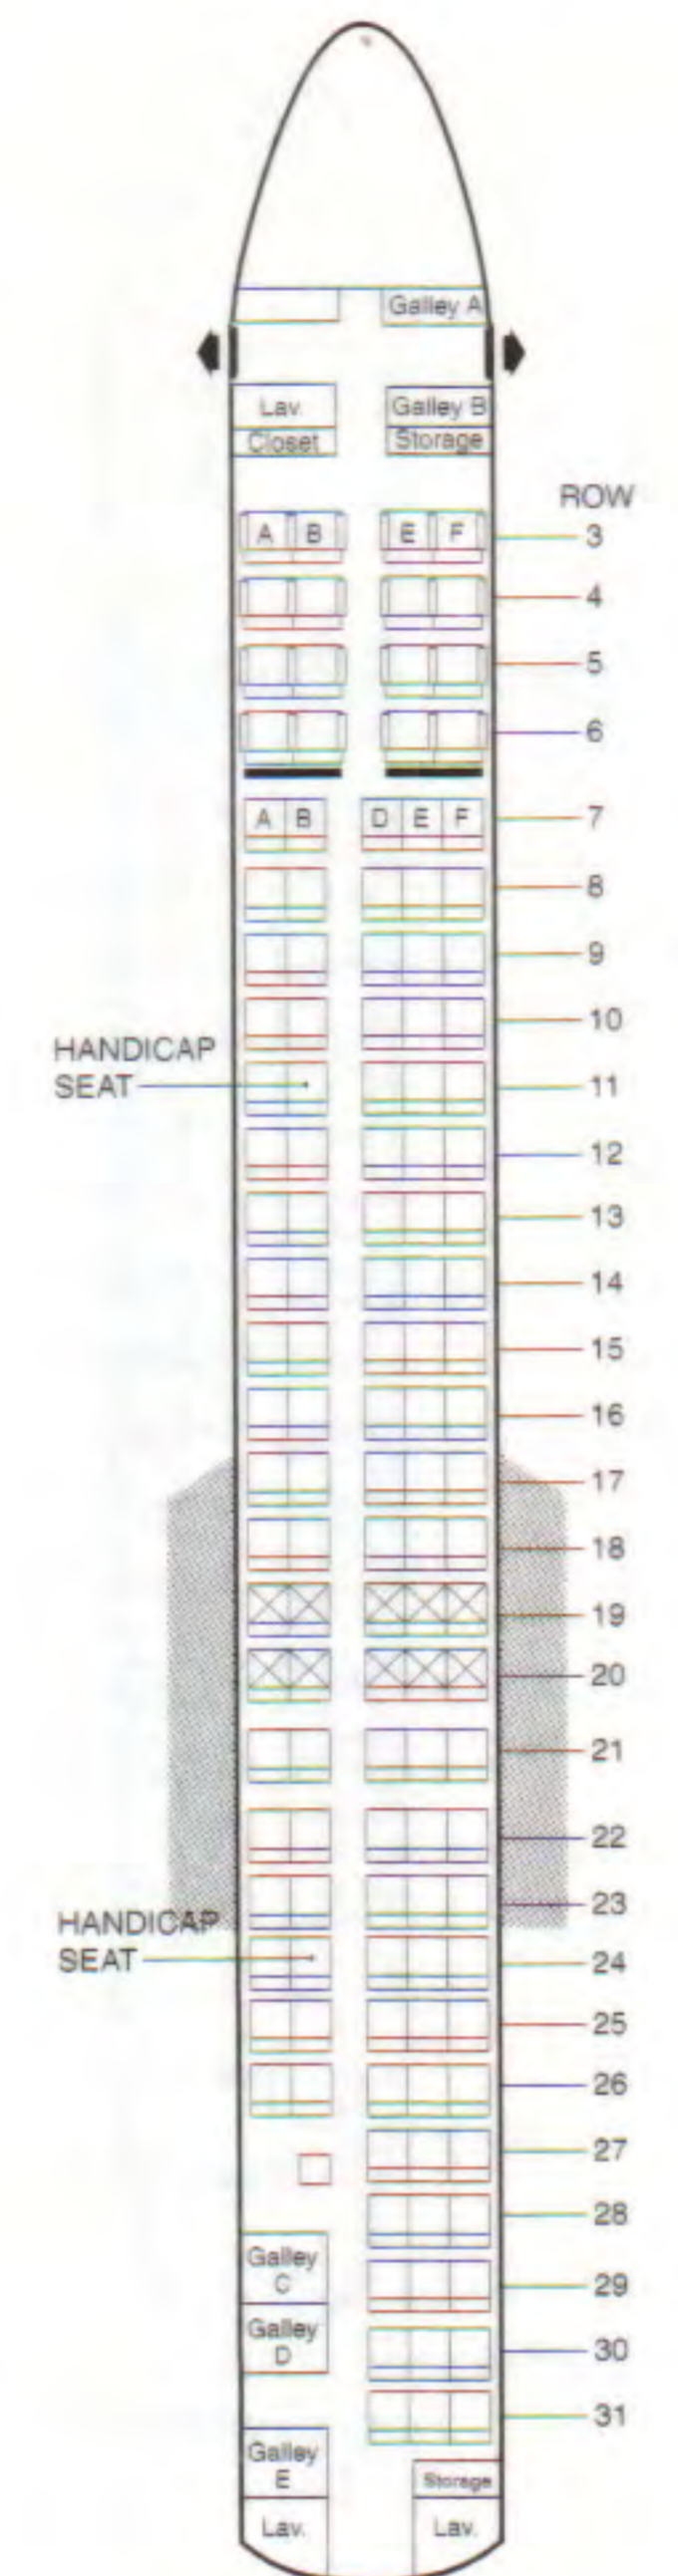 Galley A
Lav.
Galley B
Closet
Storage
ROW
A B E F 3
4
5
6
A B D E F 7
8
9
10
HANDICAP
SEAT
11
12
13
14
15
16
17
18
19
20
21
22
23
HANDICAP
SEAT
24
25
26
27
28
Galley
C
29
Galley
D
30
31
Galley
E
Storage
Lav.
Lav.